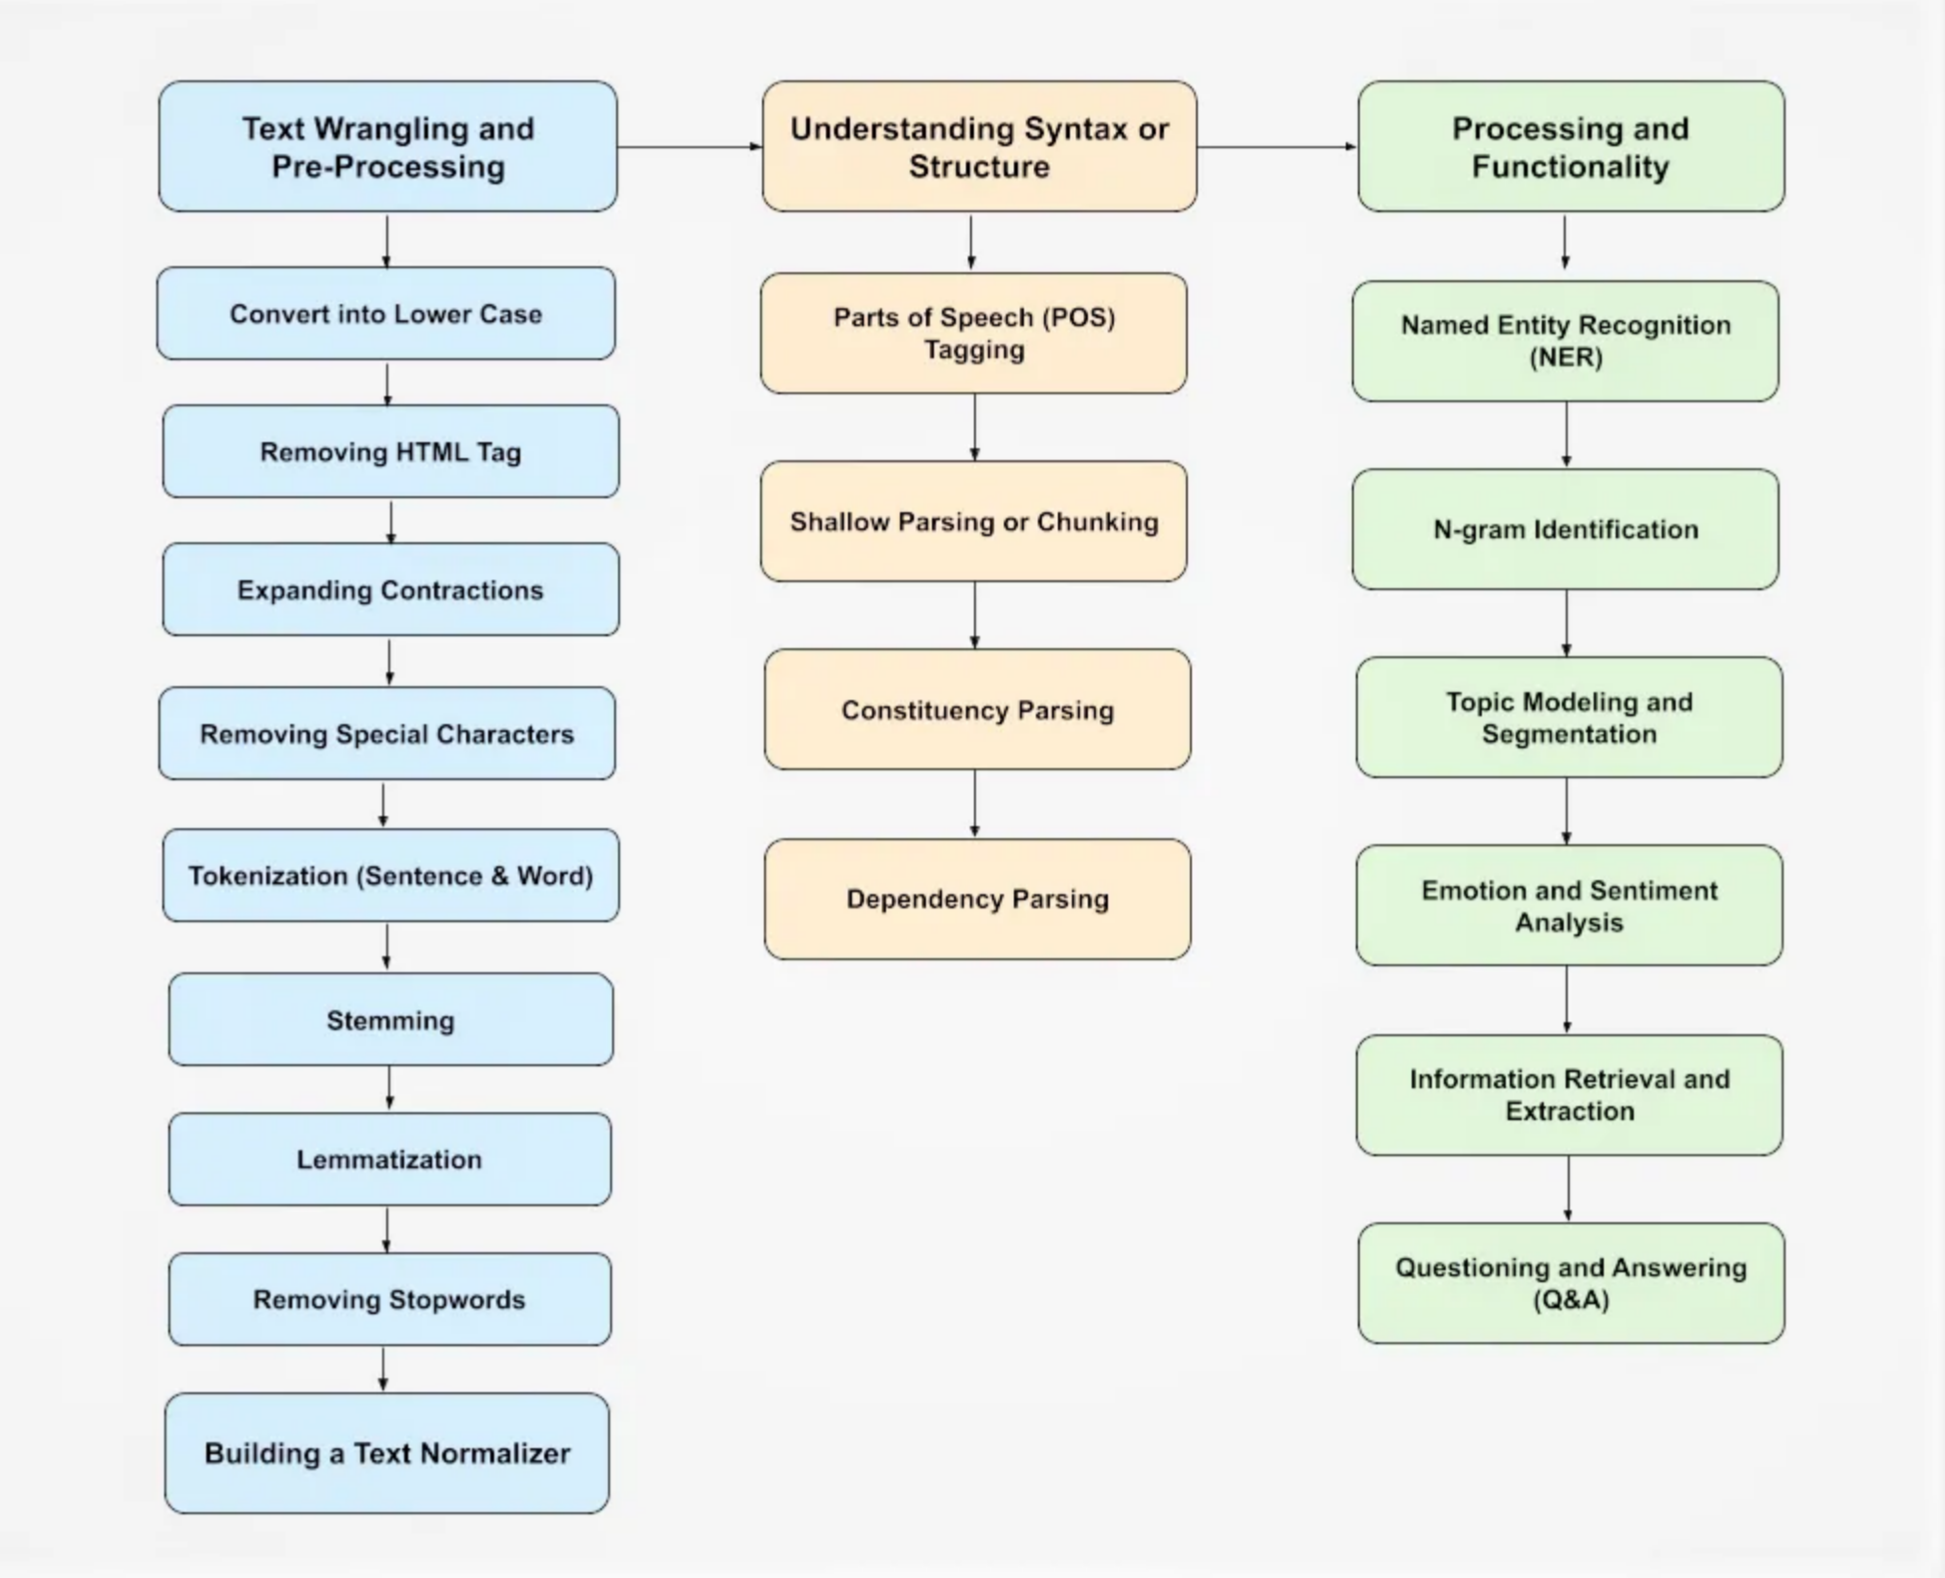 Text Wrangling and
Pre-Processing
Convert into Lower Case
Removing HTML Tag
Expanding Contractions
Removing Special Characters
Tokenization (Sentence & Word)
Stemming
Lemmatization
Removing Stopwords
Building a Text Normalizer
Understanding Syntax or
Structure
Parts of Speech (POS)
Tagging
Shallow Parsing or Chunking
Constituency Parsing
Dependency Parsing
Processing and
Functionality
Named Entity Recognition
(NER)
N-gram Identification
Topic Modeling and
Segmentation
Emotion and Sentiment
Analysis
Information Retrieval and
Extraction
Questioning and Answering
(Q&A)